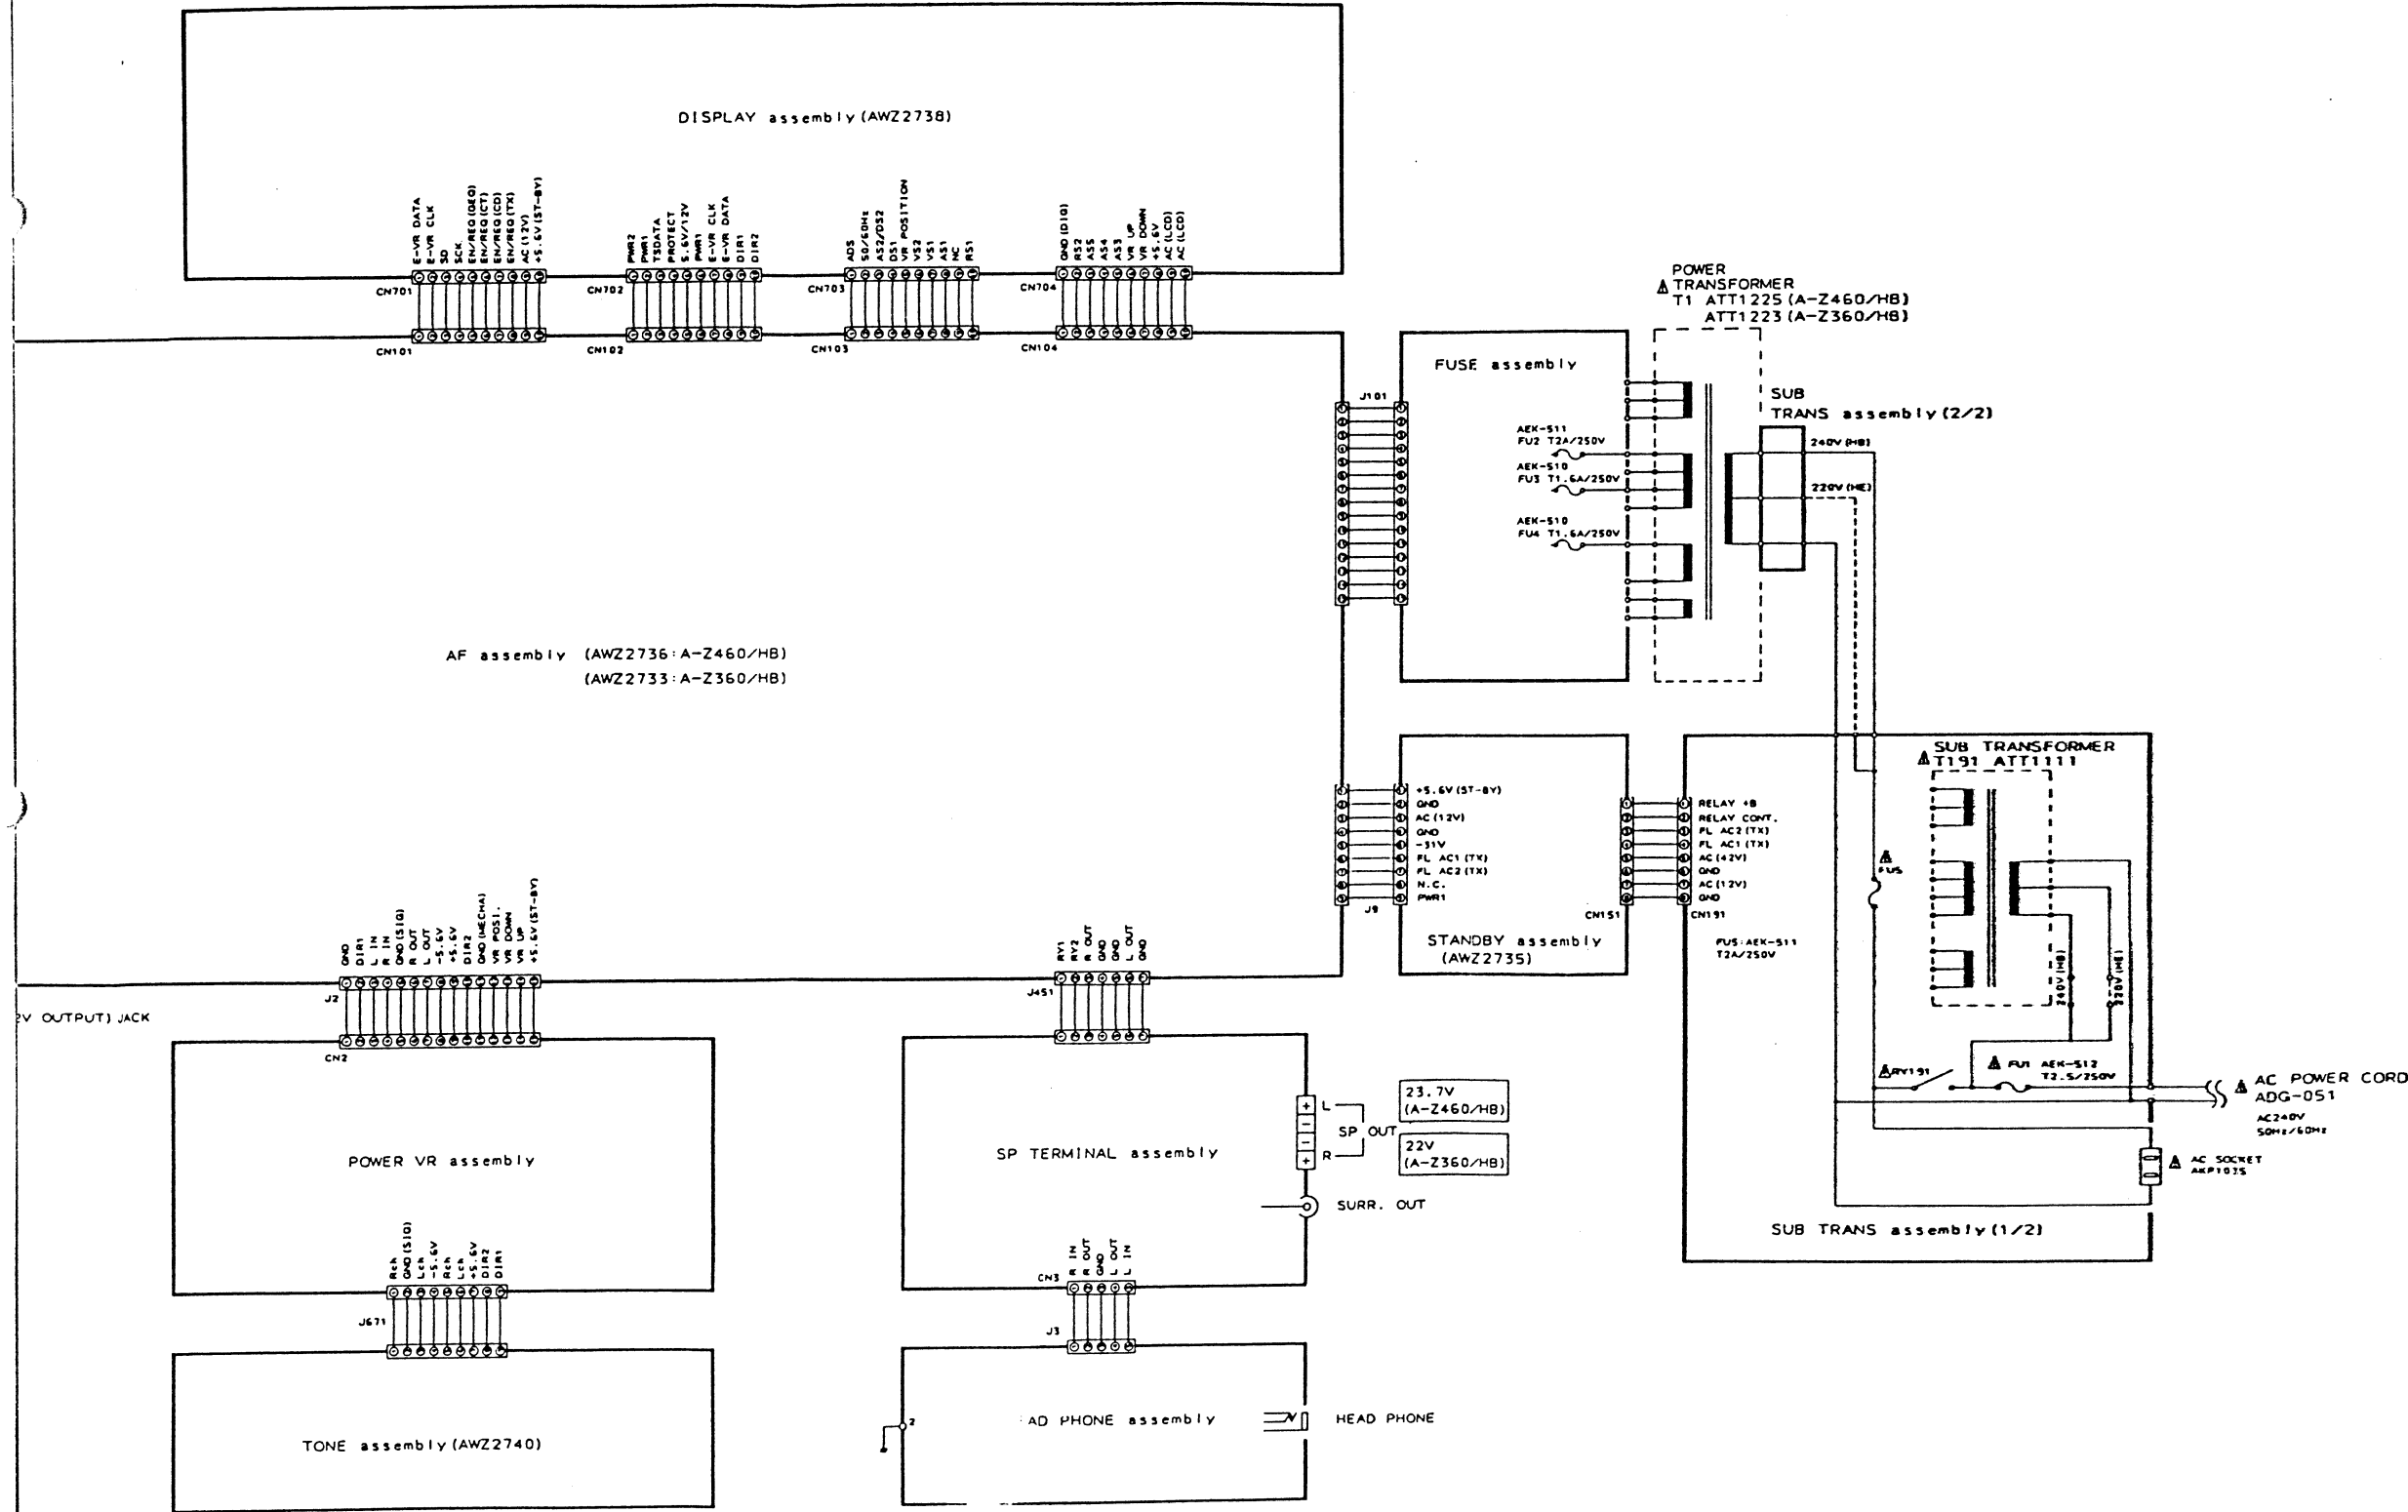 DISPLAY assembly (AWZ2738)
E-VR DATA
E-VR CLK
SD
SCK
EN/REQ(GEQ)
EN/REQ(CT)
EN/REQ(CD)
EN/REQ(TX)
AC(12V)
+5.6V(ST-BY)
PWR2
PWR1
TSDATA
PROTECT
5.6V/12V
PWR1
E-VR CLK
E-VR DATA
DIR1
DIR2
ADS
50/60Hz
AS2/DS2
DS1
VR POSITION
VS2
VS1
AS1
NC
RS1
GND(DIG)
RS2
AS5
AS4
AS3
VR UP
VR DOWN
+5.6V
AC(LCD)
AC(LCD)
CN701
CN702
CN703
CN704
CN101
CN102
CN103
CN104
POWER
TRANSFORMER
T1 ATT1225 (A-Z460/HB)
ATT1223 (A-Z360/HB)
FUSE assembly
J101
SUB
TRANS assembly (2/2)
AEK-511
FU2 T2A/250V
AEK-510
FU3 T1.6A/250V
AEK-510
FU4 T1.6A/250V
240V (HB)
220V (HE)
AF assembly (AWZ2736:A-Z460/HB)
(AWZ2733:A-Z360/HB)
SUB TRANSFORMER
T191 ATT1111
+5.6V (ST-BY)
GND
AC (12V)
GND
-31V
FL AC1 (TX)
FL AC2 (TX)
N.C.
PWR1
J9
RELAY +B
RELAY CONT.
FL AC2 (TX)
FL AC1 (TX)
AC (42V)
GND
AC (12V)
GND
CN151
CN191
FU5
STANDBY assembly
(AWZ2735)
FU5:AEK-511
T2A/250V
240V (HB)
220V (HE)
GND
DIR1
L IN
R IN
GND(SIG)
R OUT
L OUT
-5.6V
+5.6V
DIR2
GND(MECHA)
VR POSI.
VR DOWN
VR UP
+5.6V(ST-BY)
RY1
RY2
R OUT
GND
GND
L OUT
GND
J2
J451
2V OUTPUT) JACK
CN2
RY191
FU1 AEK-512
T2.5/250V
AC POWER CORD
ADG-051
AC240V
50Hz/60Hz
POWER VR assembly
SP TERMINAL assembly
L
SP OUT
R
23.7V
(A-Z460/HB)
22V
(A-Z360/HB)
AC SOCKET
AKP1035
SURR. OUT
SUB TRANS assembly (1/2)
Rch
GND(SIG)
Lch
-5.6V
Rch
Lch
+5.6V
DIR2
DIR1
R IN
R OUT
GND
L OUT
L IN
CN3
J671
J3
2
AD PHONE assembly
HEAD PHONE
TONE assembly (AWZ2740)